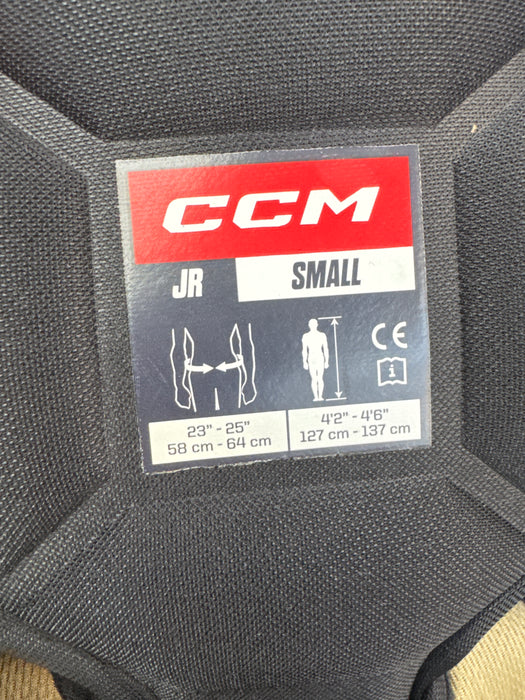 CCM
JR SMALL
CE
i
23" - 25"
58 cm - 64 cm
4'2" - 4'6"
127 cm - 137 cm